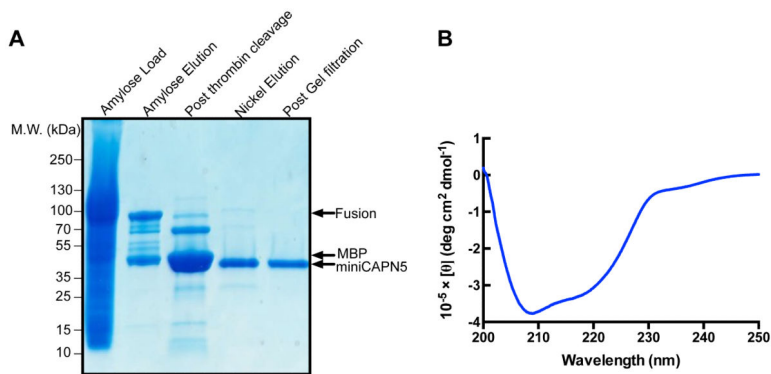 A
Amylose Load
Amylose Elution
Post thrombin cleavage
Nickel Elution
Post Gel filtration
M.W. (kDa)
250
130
100
70
55
35
25
15
10
Fusion
MBP
miniCAPN5
B
10⁻⁵ × [θ] (deg cm² dmol⁻¹)
1
0
-1
-2
-3
-4
200 210 220 230 240 250
Wavelength (nm)